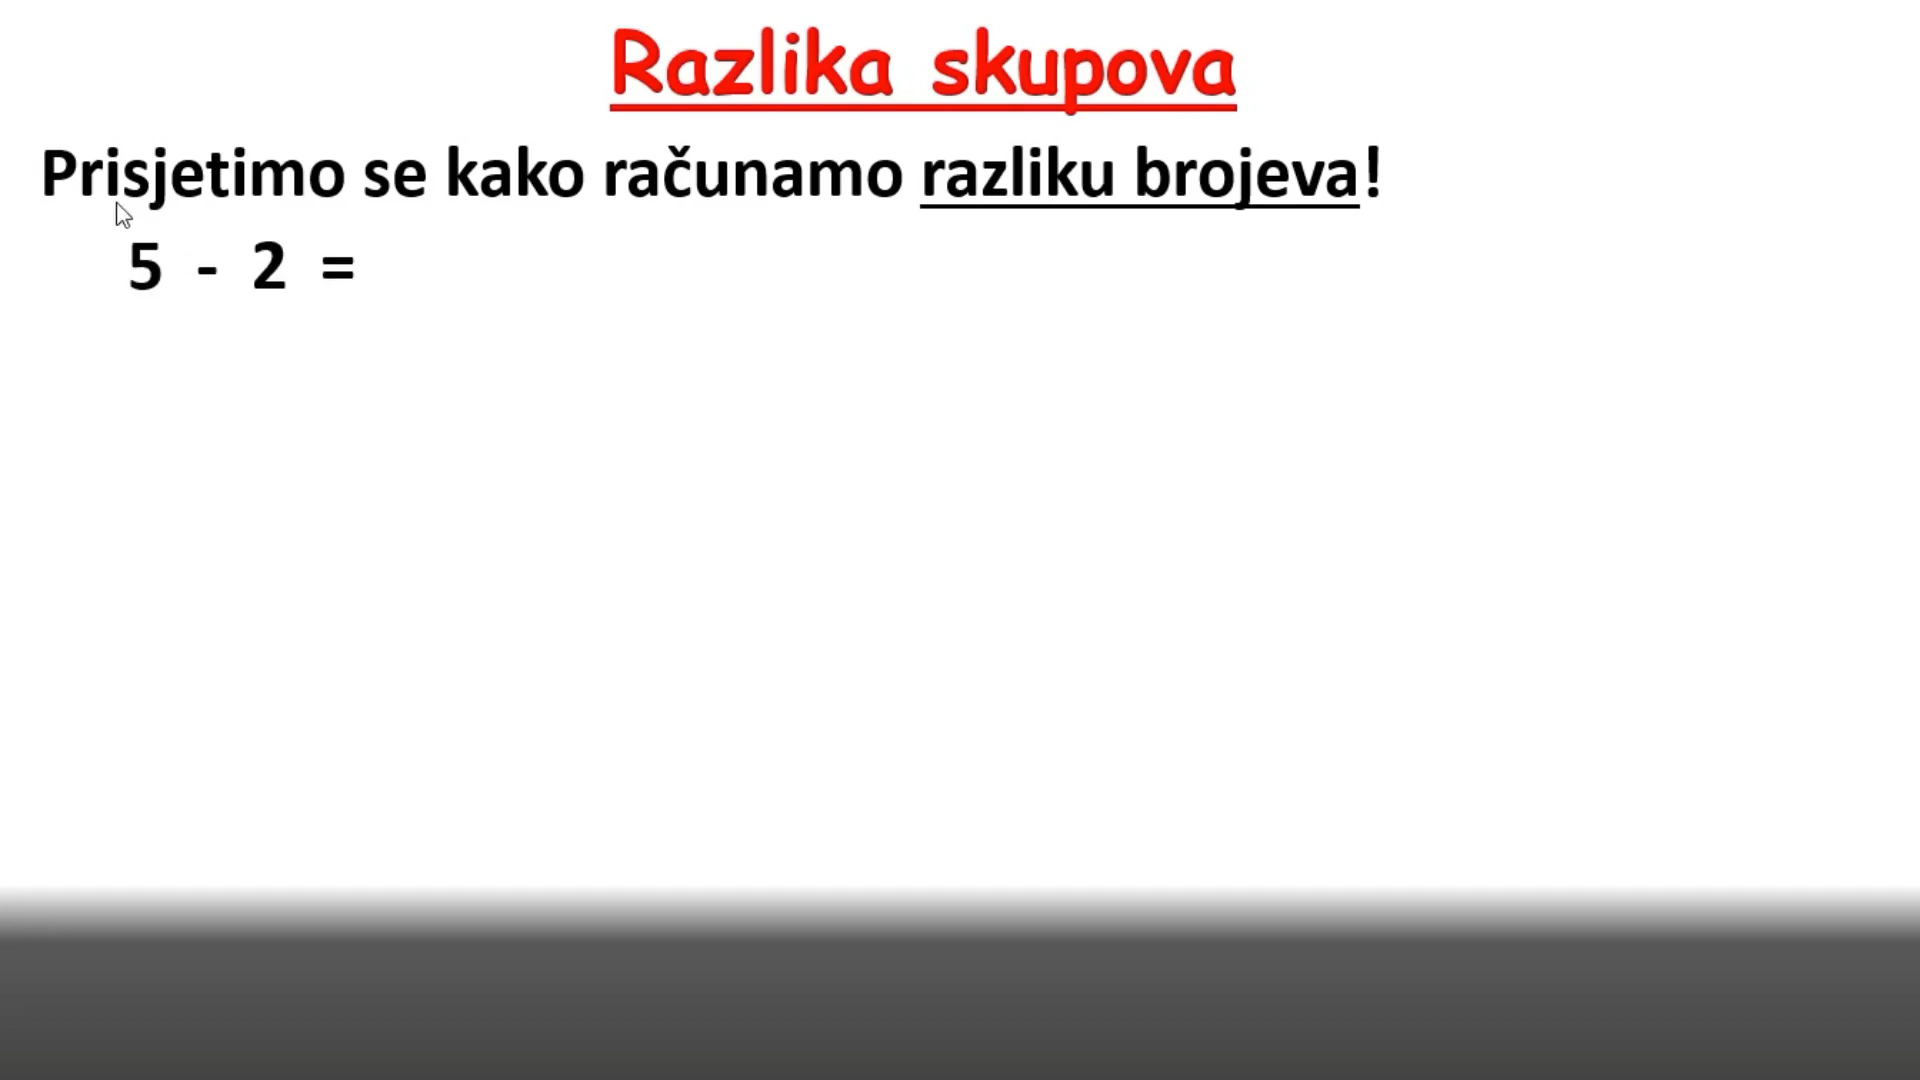 Razlika skupova
Prisjetimo se kako računamo razliku brojeva!
5 - 2 =